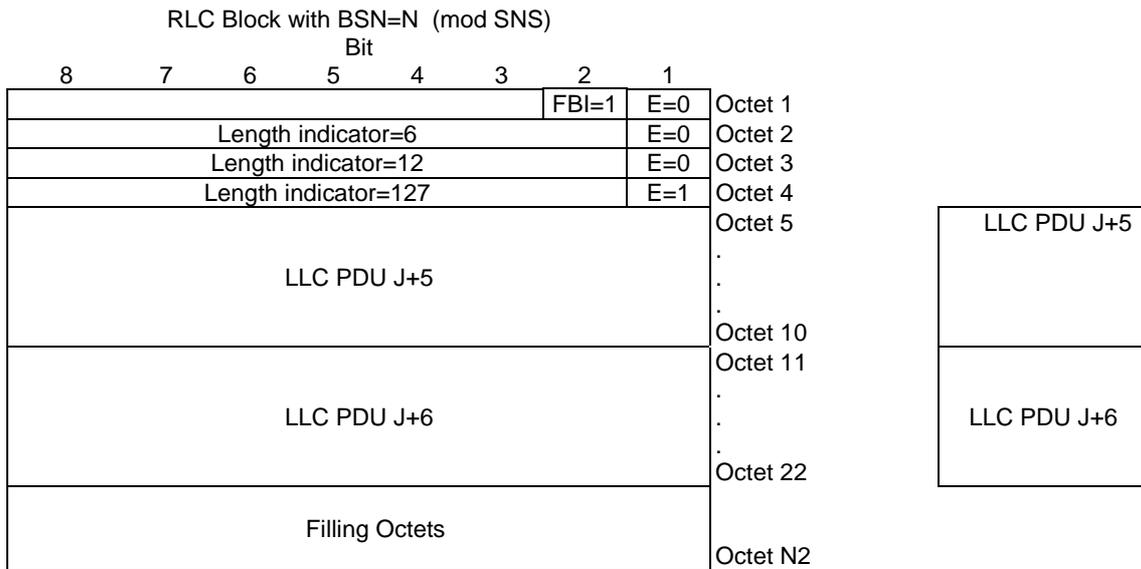 RLC Block with BSN=N (mod SNS)
Bit
8 7 6 5 4 3 2 1
FBI=1 E=0 Octet 1
Length indicator=6 E=0 Octet 2
Length indicator=12 E=0 Octet 3
Length indicator=127 E=1 Octet 4
Octet 5 LLC PDU J+5
.
LLC PDU J+5 .
.
Octet 10
Octet 11
.
LLC PDU J+6 . LLC PDU J+6
.
Octet 22
Filling Octets
Octet N2